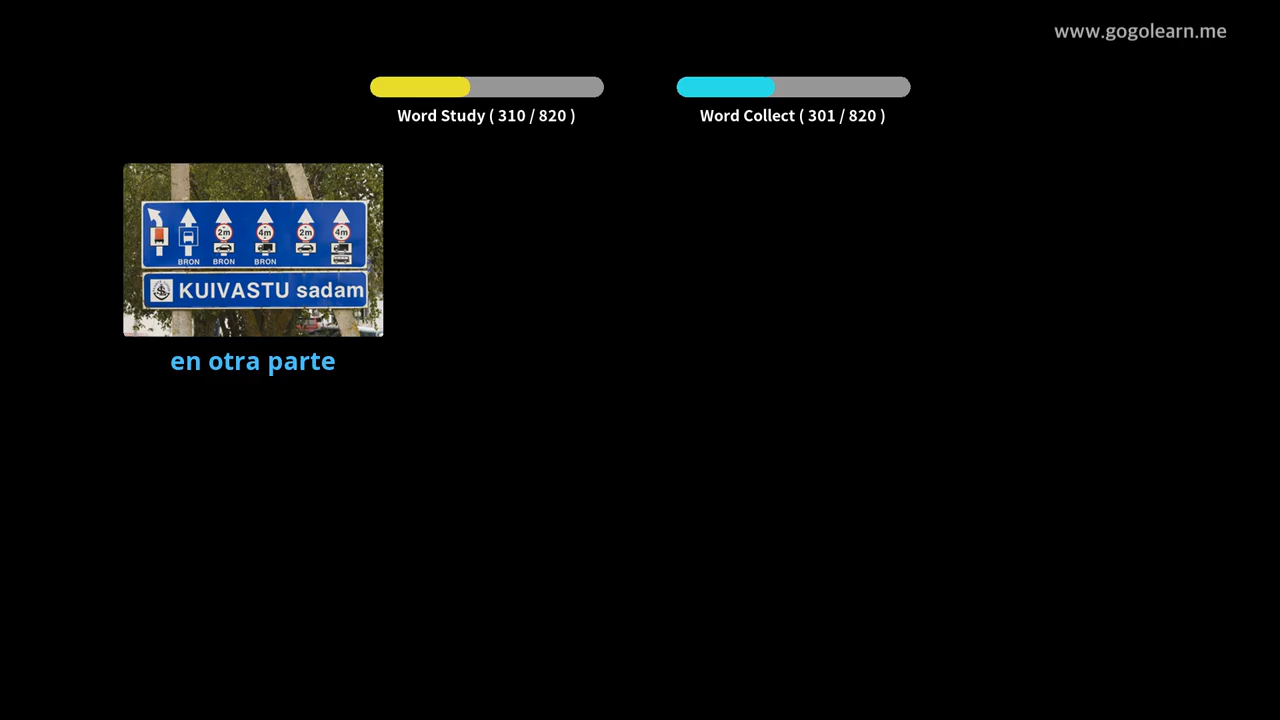 www.gogolearn.me
Word Study ( 310 / 820 )
Word Collect ( 301 / 820 )
2m 4m 2m 4m
BRON BRON BRON
KUIVASTU sadam
en otra parte